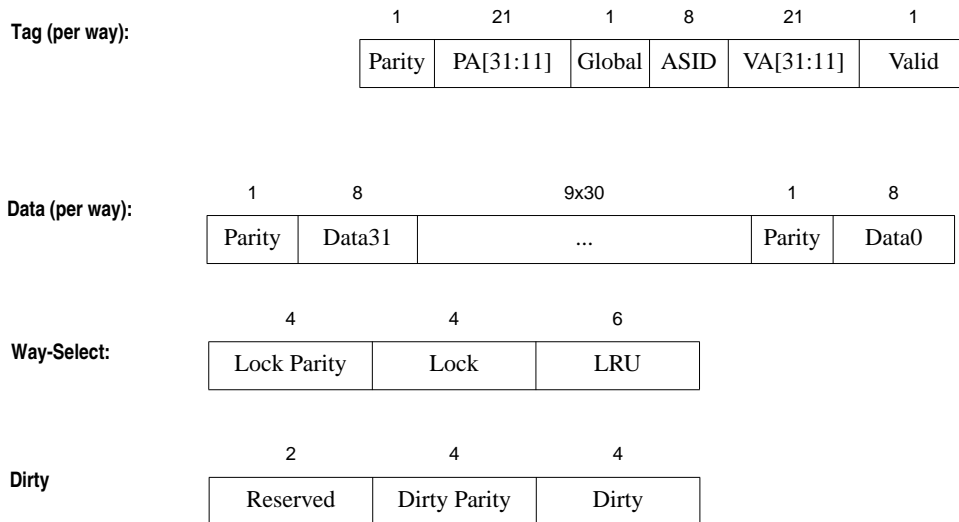 Tag (per way):
1 21 1 8 21 1
Parity PA[31:11] Global ASID VA[31:11] Valid
Data (per way):
1 8 9x30 1 8
Parity Data31 ... Parity Data0
Way-Select:
4 4 6
Lock Parity Lock LRU
Dirty
2 4 4
Reserved Dirty Parity Dirty